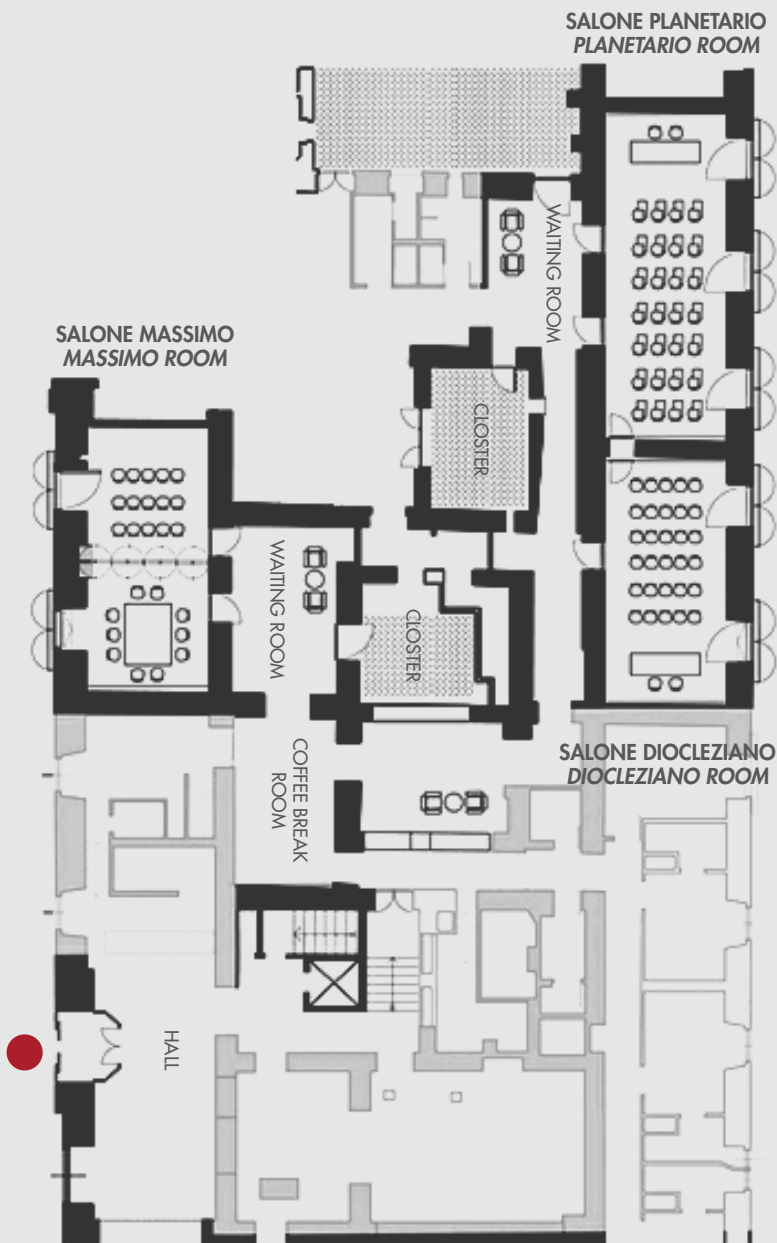 SALONE PLANETARIO
PLANETARIO ROOM
WAITING ROOM
SALONE MASSIMO
MASSIMO ROOM
CLOSTER
WAITING ROOM
CLOSTER
COFFEE BREAK
ROOM
SALONE DIOCLEZIANO
DIOCLEZIANO ROOM
HALL